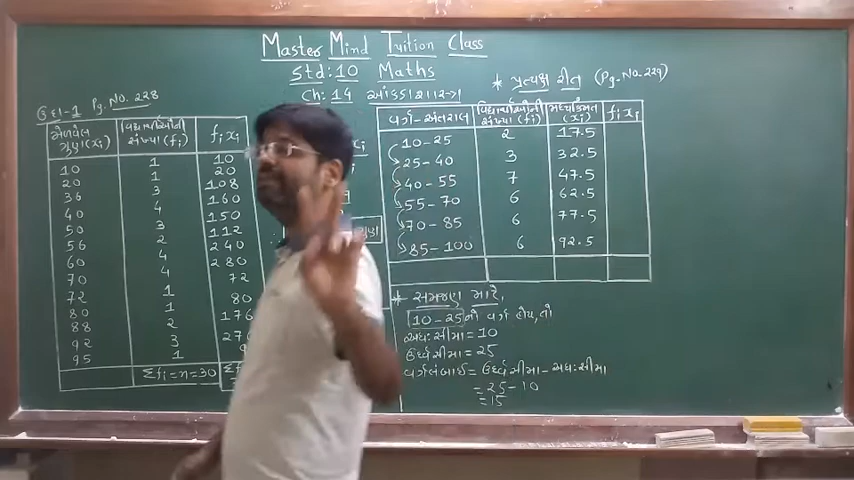 Master Mind Tuition Class
Std: 10 Maths
Ch: 14 આંકડાશાસ્ત્ર
ઉદા-1 Pg. No. 228
મેળવેલ ગુણ (xi) વિદ્યાર્થીઓની સંખ્યા (fi) fixi
10 1 10
20 1 20
36 3 108
40 4 160
50 3 150
56 2 112
60 4 240
70 4 280
72 1 72
80 1 80
88 2 176
92 3
95 1
Σfi = n = 30
* પ્રત્યક્ષ રીત (Pg. No. 229)
વર્ગ-અંતરાલ વિદ્યાર્થીઓની સંખ્યા (fi) મધ્યકિંમત (xi) fixi
10-25 2 17.5
25-40 3 32.5
40-55 7 47.5
55-70 6 62.5
70-85 6 77.5
85-100 6 92.5
* સમજણ માટે,
10-25 નો વર્ગ હોય, તો
અધઃસીમા = 10
ઉર્ધ્વસીમા = 25
વર્ગલંબાઈ = ઉર્ધ્વસીમા - અધઃસીમા
= 25-10
= 15